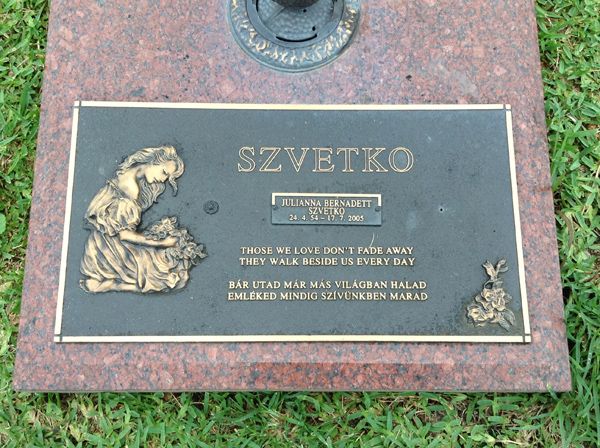 SZVETKO
JULIANNA BERNADETT
SZVETKO
24. 4. 54 – 17. 7. 2005
THOSE WE LOVE DON'T FADE AWAY
THEY WALK BESIDE US EVERY DAY
BÁR UTAD MÁR MÁS VILÁGBAN HALAD
EMLÉKED MINDIG SZÍVÜNKBEN MARAD